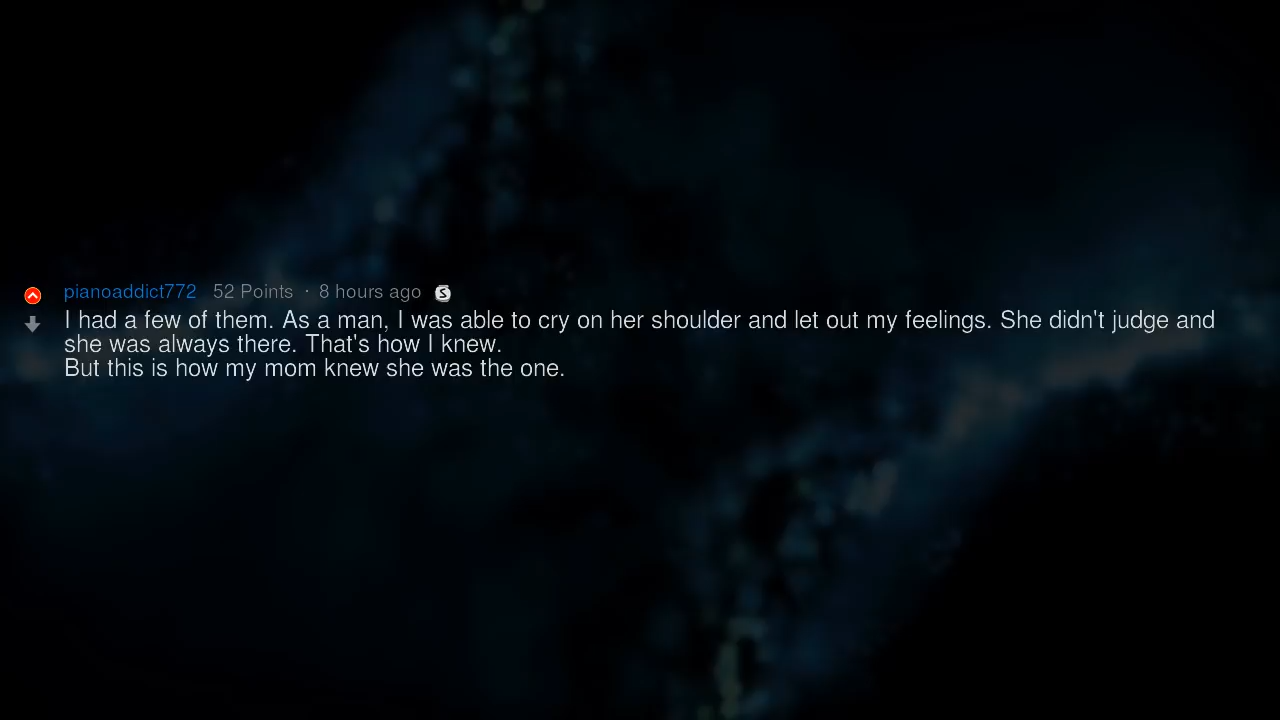 pianoaddict772 52 Points · 8 hours ago S
I had a few of them. As a man, I was able to cry on her shoulder and let out my feelings. She didn't judge and
she was always there. That's how I knew.
But this is how my mom knew she was the one.